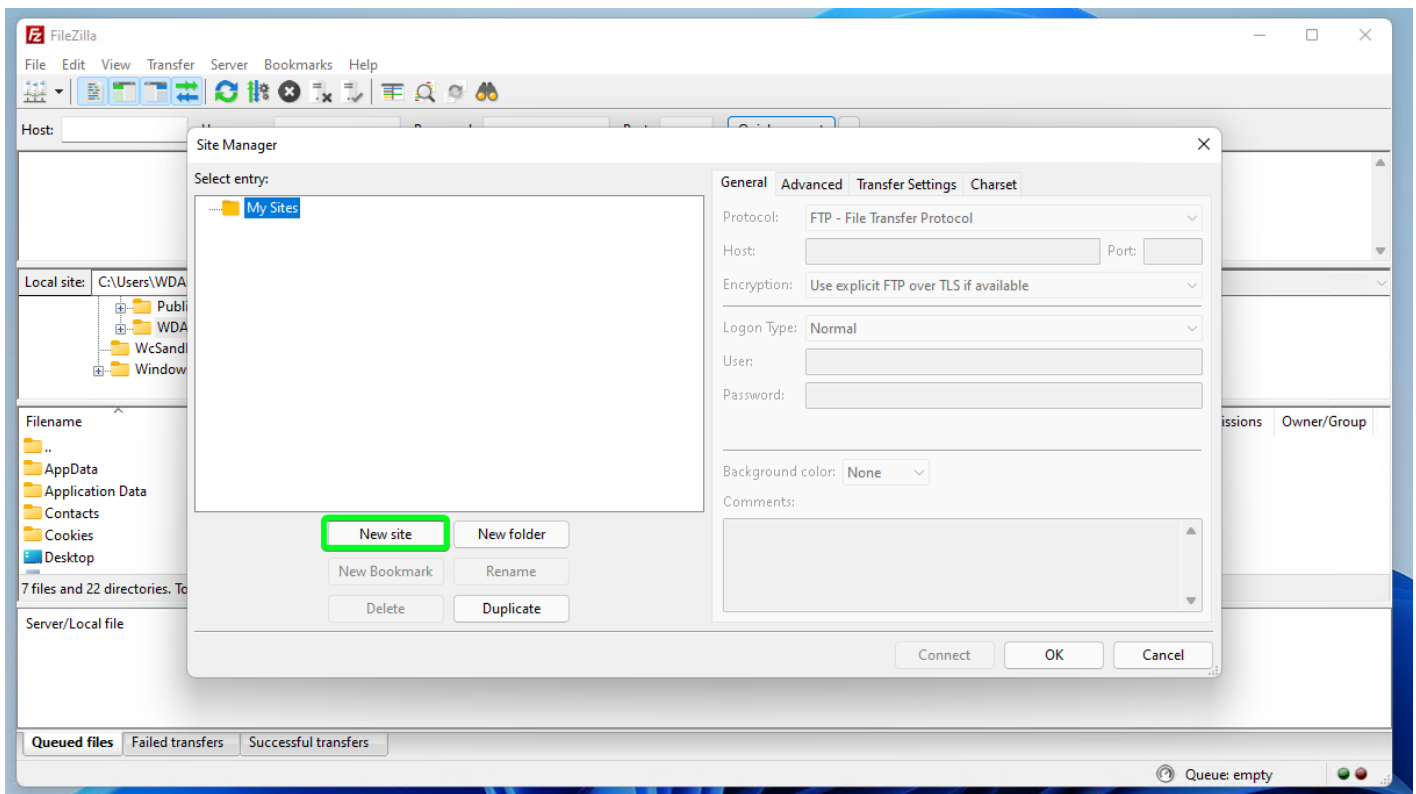 FileZilla
File Edit View Transfer Server Bookmarks Help
Host:
Site Manager
Select entry:
My Sites
New site New folder
New Bookmark Rename
Delete Duplicate
General Advanced Transfer Settings Charset
Protocol: FTP - File Transfer Protocol
Host: Port:
Encryption: Use explicit FTP over TLS if available
Logon Type: Normal
User:
Password:
Background color: None
Comments:
Connect OK Cancel
Local site: C:\Users\WDA
Publi
WDA
WcSand
Window
Filename
..
AppData
Application Data
Contacts
Cookies
Desktop
7 files and 22 directories. To
issions Owner/Group
Server/Local file
Queued files Failed transfers Successful transfers
Queue: empty